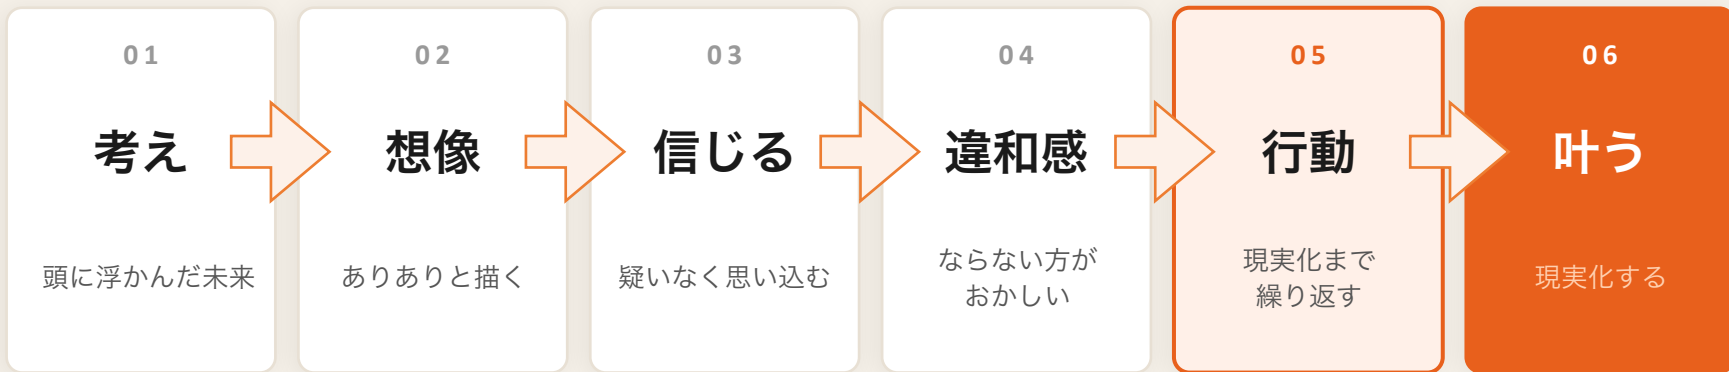 01
考え
頭に浮かんだ未来
02
想像
ありありと描く
03
信じる
疑いなく思い込む
04
違和感
ならない方が
おかしい
05
行動
現実化まで
繰り返す
06
叶う
現実化する